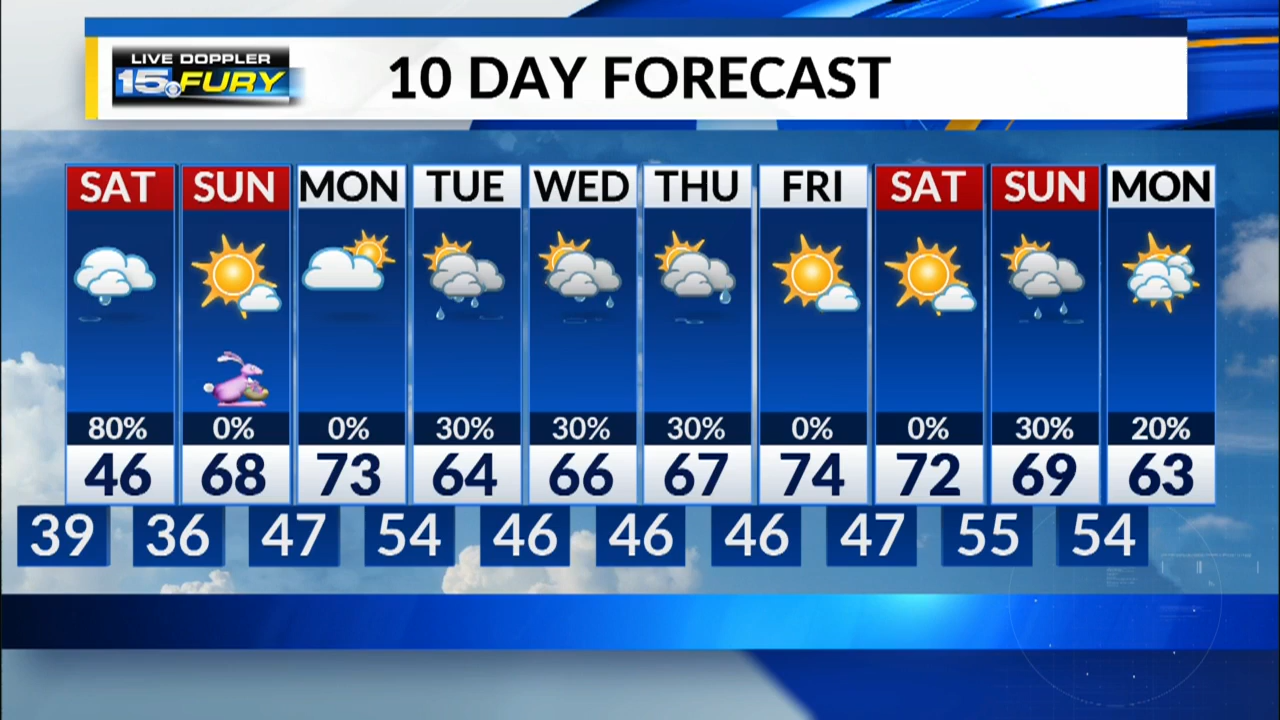 LIVE DOPPLER
15 FURY
10 DAY FORECAST
SAT SUN MON TUE WED THU FRI SAT SUN MON
80% 0% 0% 30% 30% 30% 0% 0% 30% 20%
46 68 73 64 66 67 74 72 69 63
39 36 47 54 46 46 46 47 55 54